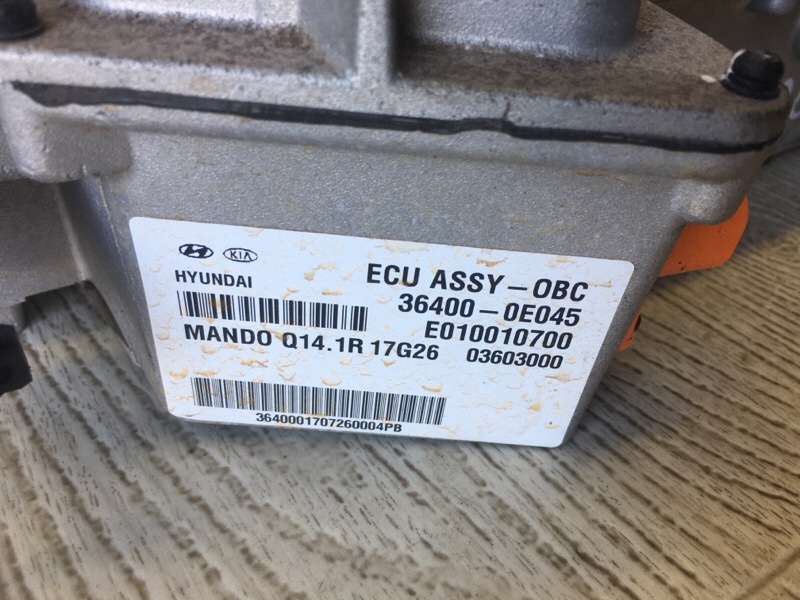 KIA
HYUNDAI
ECU ASSY-OBC
36400-0E045
E010010700
MANDO Q14.1R 17G26 03603000
3640001707260004PB